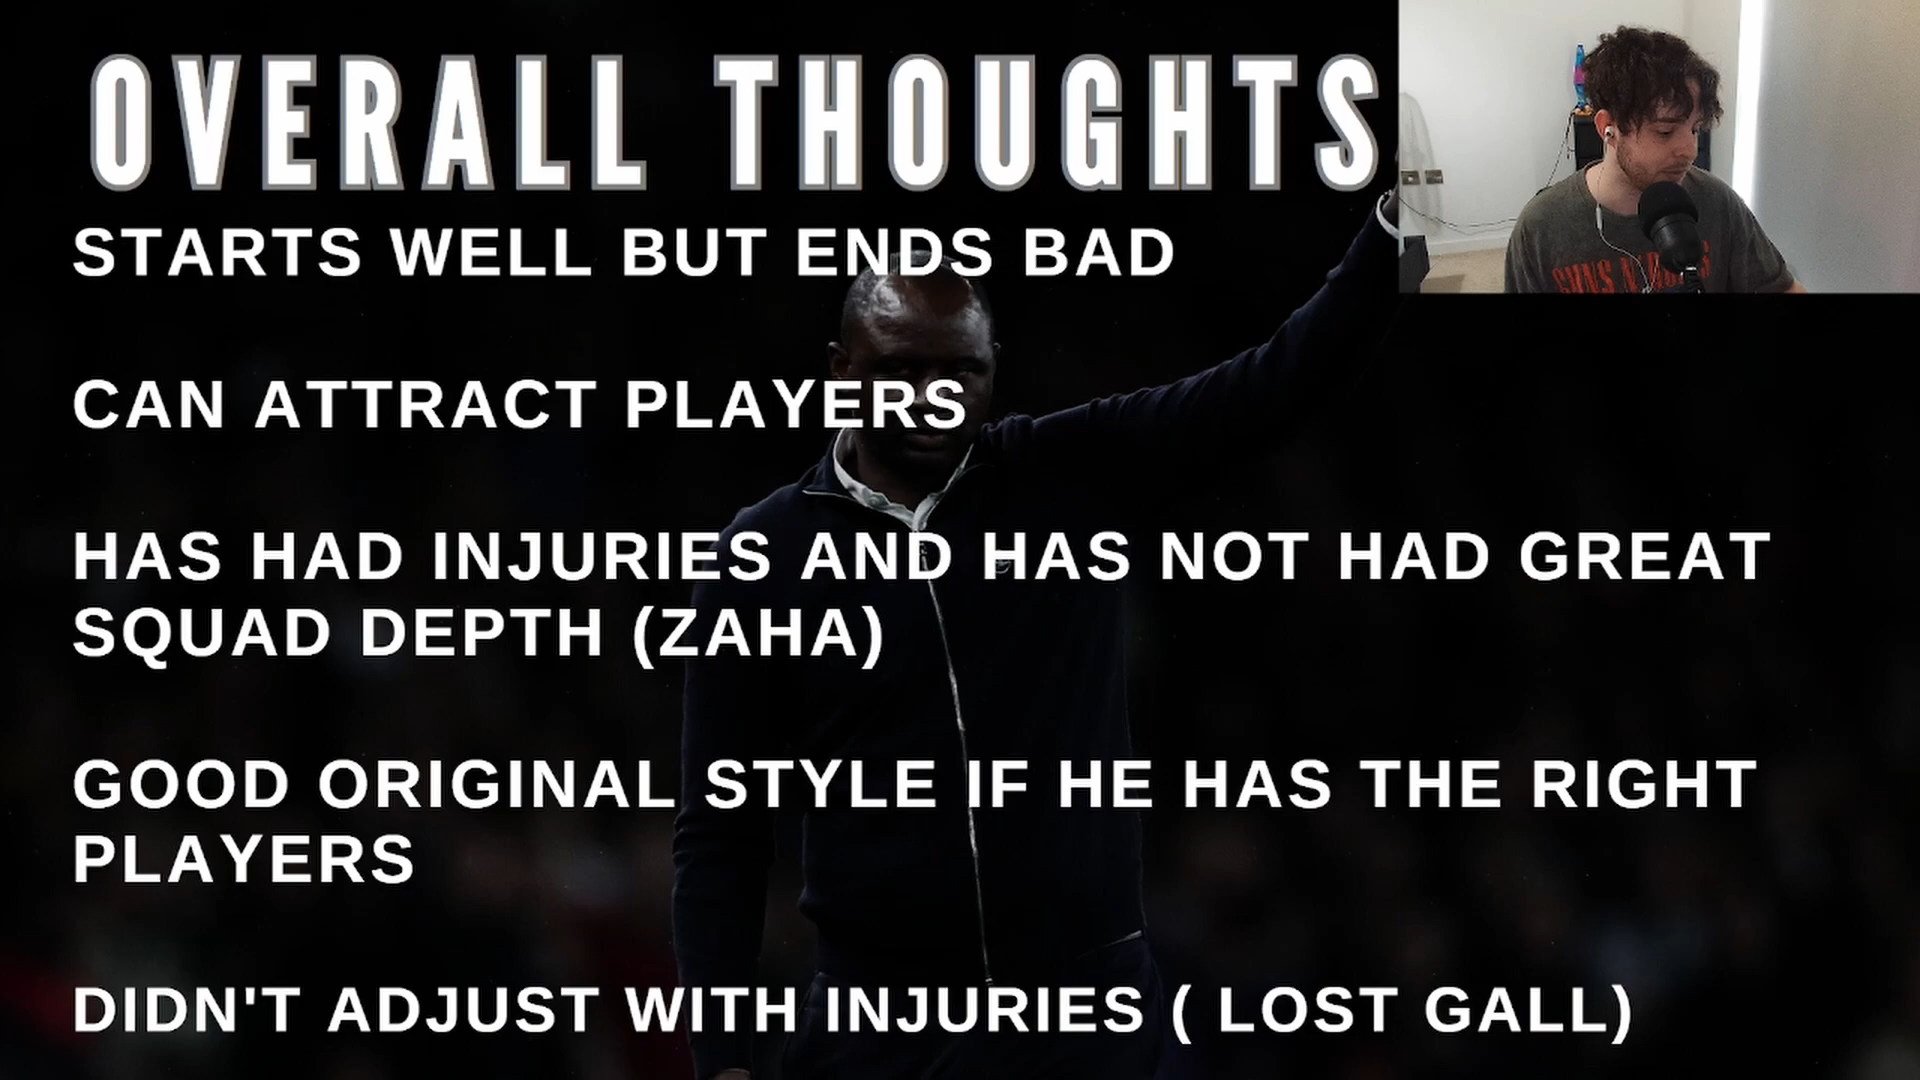 OVERALL THOUGHTS
STARTS WELL BUT ENDS BAD
CAN ATTRACT PLAYERS
HAS HAD INJURIES AND HAS NOT HAD GREAT
SQUAD DEPTH (ZAHA)
GOOD ORIGINAL STYLE IF HE HAS THE RIGHT
PLAYERS
DIDN'T ADJUST WITH INJURIES ( LOST GALL)